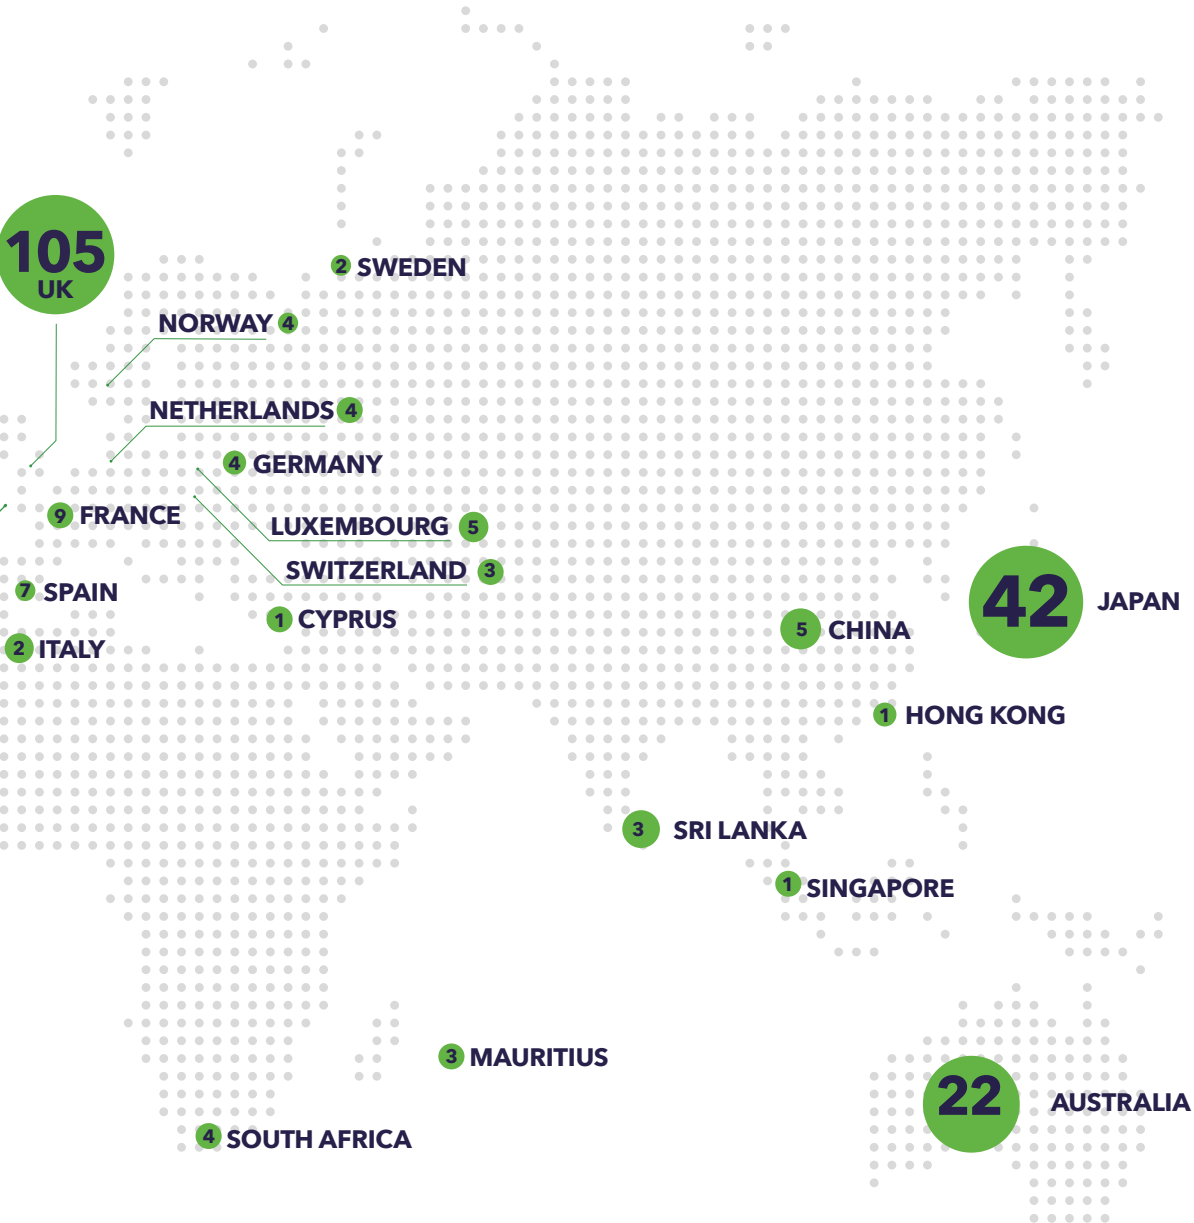 105
UK
2 SWEDEN
NORWAY 4
NETHERLANDS 4
4 GERMANY
9 FRANCE
LUXEMBOURG 5
SWITZERLAND 3
7 SPAIN
1 CYPRUS
2 ITALY
42 JAPAN
5 CHINA
1 HONG KONG
3 SRI LANKA
1 SINGAPORE
3 MAURITIUS
22 AUSTRALIA
4 SOUTH AFRICA